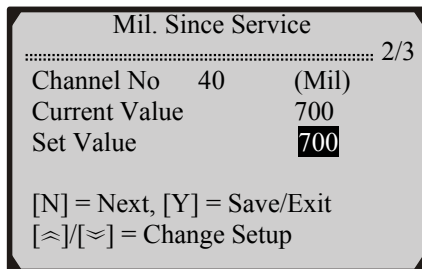 Mil. Since Service
2/3
Channel No 40 (Mil)
Current Value 700
Set Value 700
[N] = Next, [Y] = Save/Exit
[︽]/[︾] = Change Setup